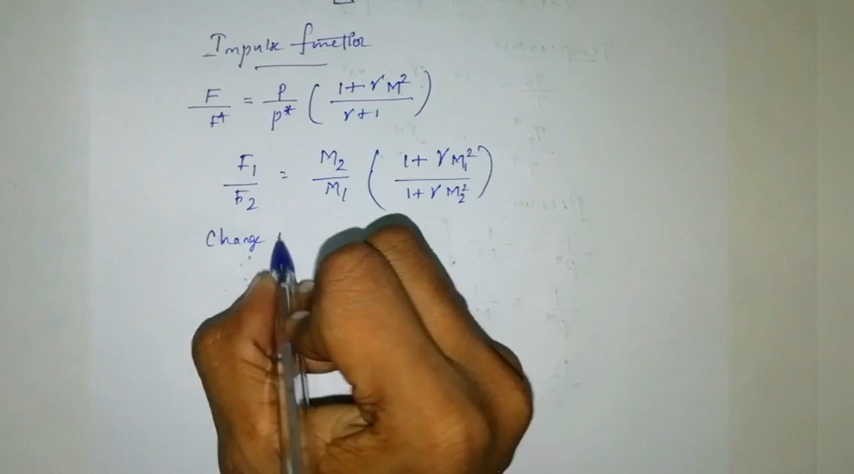 Impulse function
F/F* = P/P* ( (1+γM²)/(γ+1) )
F₁/F₂ = M₂/M₁ ( (1+γM₁²)/(1+γM₂²) )
Change